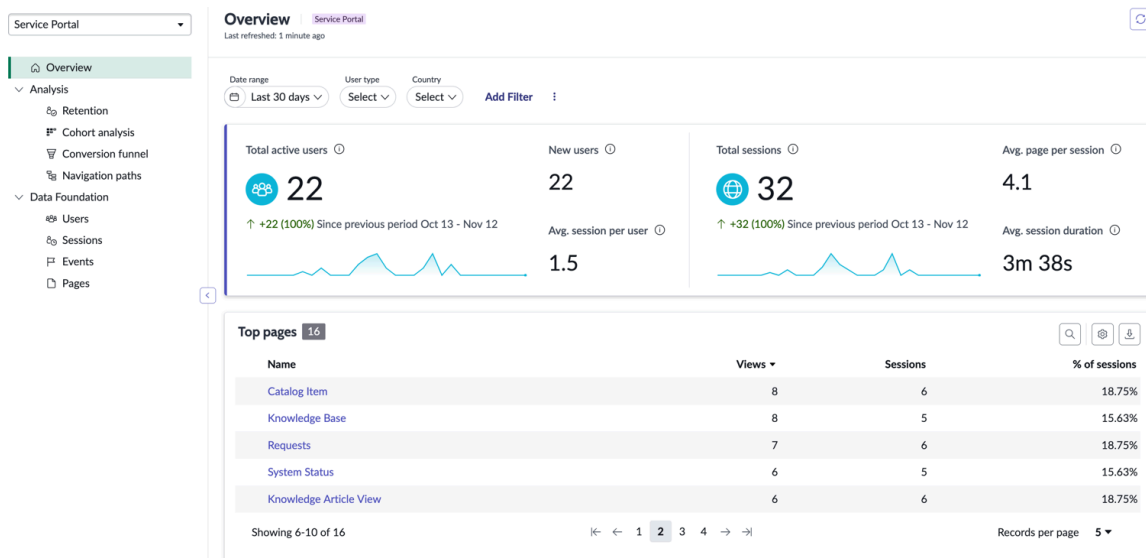 Service Portal
Overview
Analysis
Retention
Cohort analysis
Conversion funnel
Navigation paths
Data Foundation
Users
Sessions
Events
Pages
Overview Service Portal
Last refreshed: 1 minute ago
Date range User type Country
Last 30 days Select Select Add Filter
Total active users New users Total sessions Avg. page per session
22 22 32 4.1
+22 (100%) Since previous period Oct 13 - Nov 12 Avg. session per user +32 (100%) Since previous period Oct 13 - Nov 12 Avg. session duration
1.5 3m 38s
Top pages 16
Name Views Sessions % of sessions
Catalog Item 8 6 18.75%
Knowledge Base 8 5 15.63%
Requests 7 6 18.75%
System Status 6 5 15.63%
Knowledge Article View 6 6 18.75%
Showing 6-10 of 16 1 2 3 4 Records per page 5